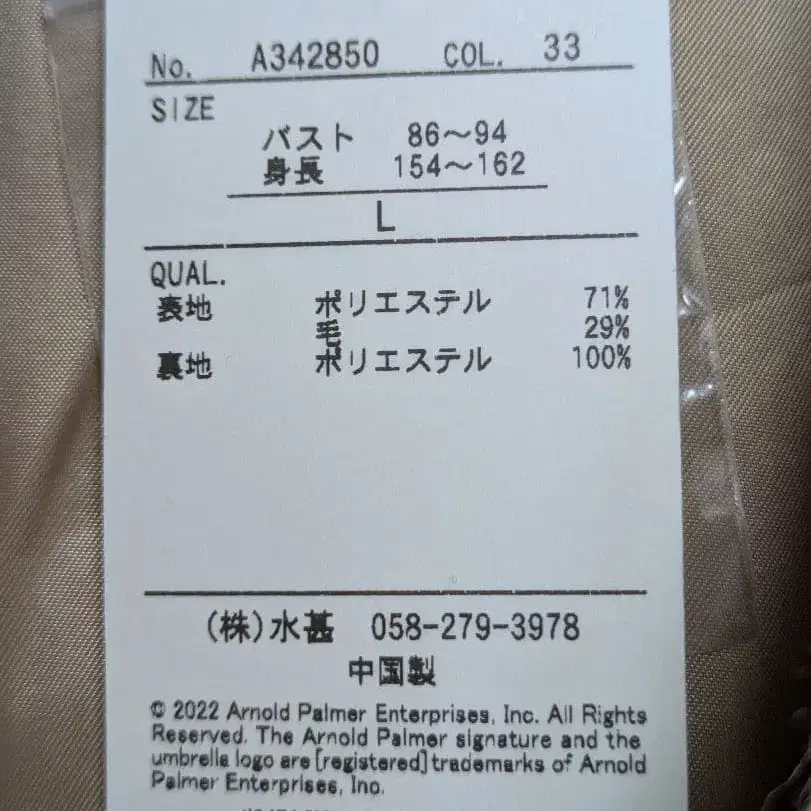 No. A342850 COL. 33
SIZE
バスト 86～94
身長 154～162
L
QUAL.
表地 ポリエステル 71%
毛 29%
裏地 ポリエステル 100%
(株)水甚 058-279-3978
中国製
© 2022 Arnold Palmer Enterprises, Inc. All Rights
Reserved. The Arnold Palmer signature and the
umbrella logo are [registered] trademarks of Arnold
Palmer Enterprises, Inc.